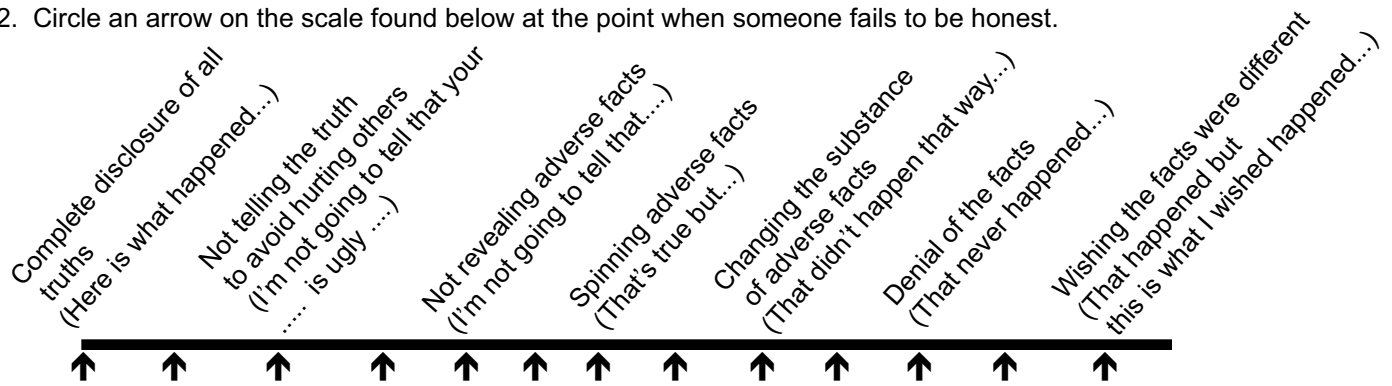 2. Circle an arrow on the scale found below at the point when someone fails to be honest.
Complete disclosure of all
truths
(Here is what happened...)
Not telling the truth
to avoid hurting others
(I'm not going to tell that your
..... is ugly ....)
Not revealing adverse facts
(I'm not going to tell that....)
Spinning adverse facts
(That's true but...)
Changing the substance
of adverse facts
(That didn't happen that way...)
Denial of the facts
(That never happened...)
Wishing the facts were different
(That happened but
this is what I wished happened...)